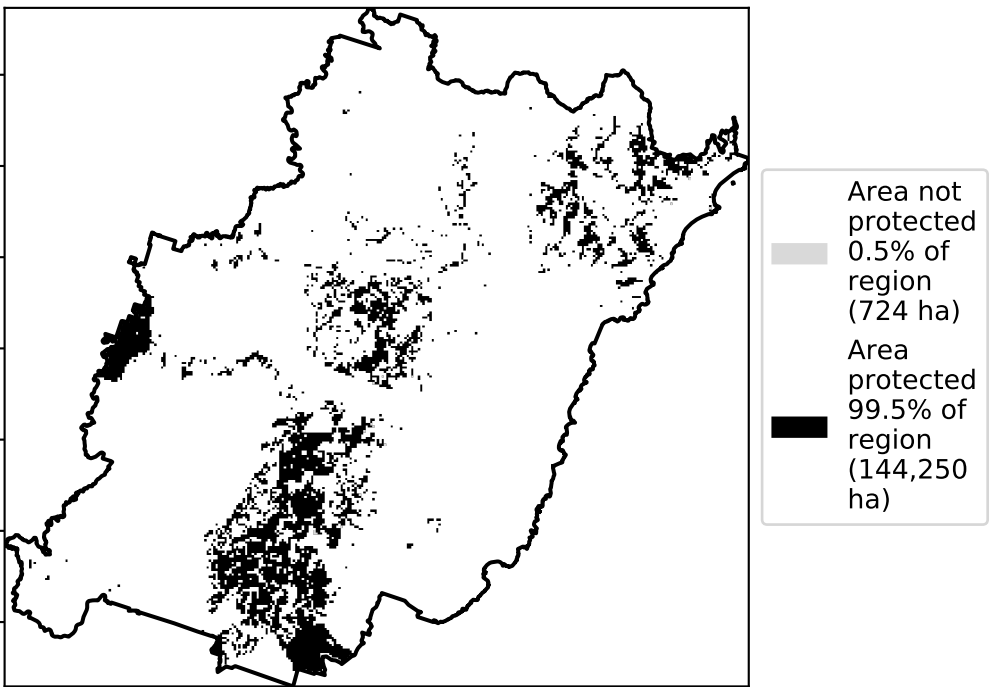 Area not
protected
0.5% of
region
(724 ha)
Area
protected
99.5% of
region
(144,250
ha)